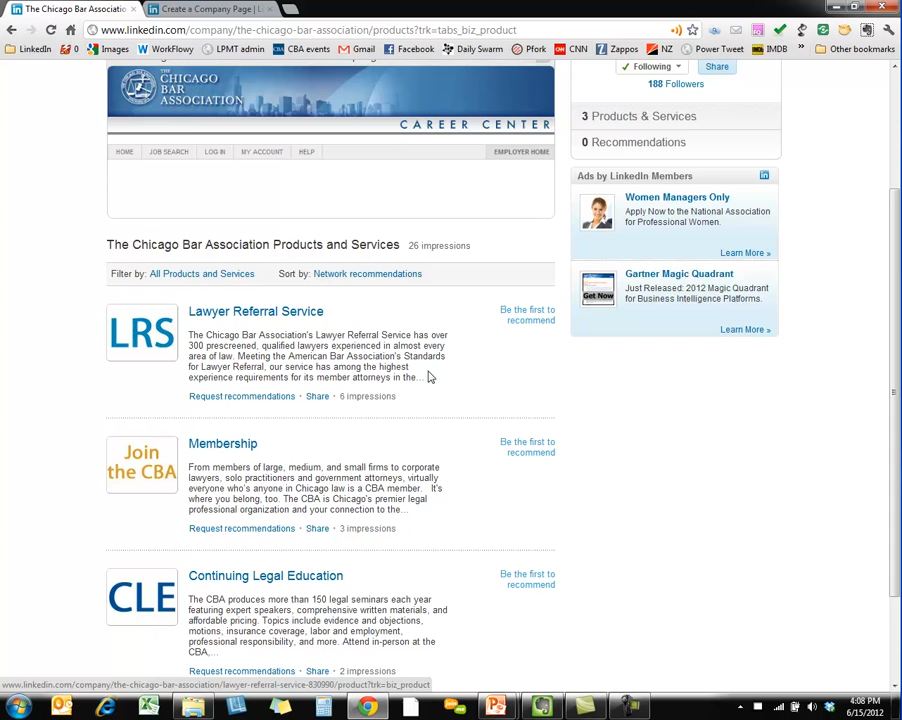 The Chicago Bar Associatio
Create a Company Page | L
www.linkedin.com/company/the-chicago-bar-association/products?trk=tabs_biz_product
LinkedIn
0
Images
WorkFlowy
LPMT admin
CBA events
Gmail
Facebook
Daily Swarm
Pfork
CNN
Zappos
NZ
Power Tweet
IMDB
»
Other bookmarks
THE
CHICAGO
BAR
ASSOCIATION
CAREER CENTER
HOME JOB SEARCH LOG IN MY ACCOUNT HELP EMPLOYER HOME
Following
Share
188 Followers
3 Products & Services
0 Recommendations
Ads by LinkedIn Members
Women Managers Only
Apply Now to the National Association
for Professional Women.
Learn More »
Gartner Magic Quadrant
Just Released: 2012 Magic Quadrant
for Business Intelligence Platforms.
Get Now
Learn More »
The Chicago Bar Association Products and Services 26 impressions
Filter by: All Products and Services Sort by: Network recommendations
LRS
Lawyer Referral Service
The Chicago Bar Association's Lawyer Referral Service has over
300 prescreened, qualified lawyers experienced in almost every
area of law. Meeting the American Bar Association's Standards
for Lawyer Referral, our service has among the highest
experience requirements for its member attorneys in the...
Request recommendations · Share · 6 impressions
Be the first to
recommend
Join
the CBA
Membership
From members of large, medium, and small firms to corporate
lawyers, solo practitioners and government attorneys, virtually
everyone who's anyone in Chicago law is a CBA member. It's
where you belong, too. The CBA is Chicago's premier legal
professional organization and your connection to the...
Request recommendations · Share · 3 impressions
Be the first to
recommend
CLE
Continuing Legal Education
The CBA produces more than 150 legal seminars each year
featuring expert speakers, comprehensive written materials, and
affordable pricing. Topics include evidence and objections,
motions, insurance coverage, labor and employment,
professional responsibility, and more. Attend in-person at the
CBA,...
Request recommendations · Share · 2 impressions
Be the first to
recommend
www.linkedin.com/company/the-chicago-bar-association/lawyer-referral-service-830990/product?trk=biz_product
4:08 PM
6/15/2012